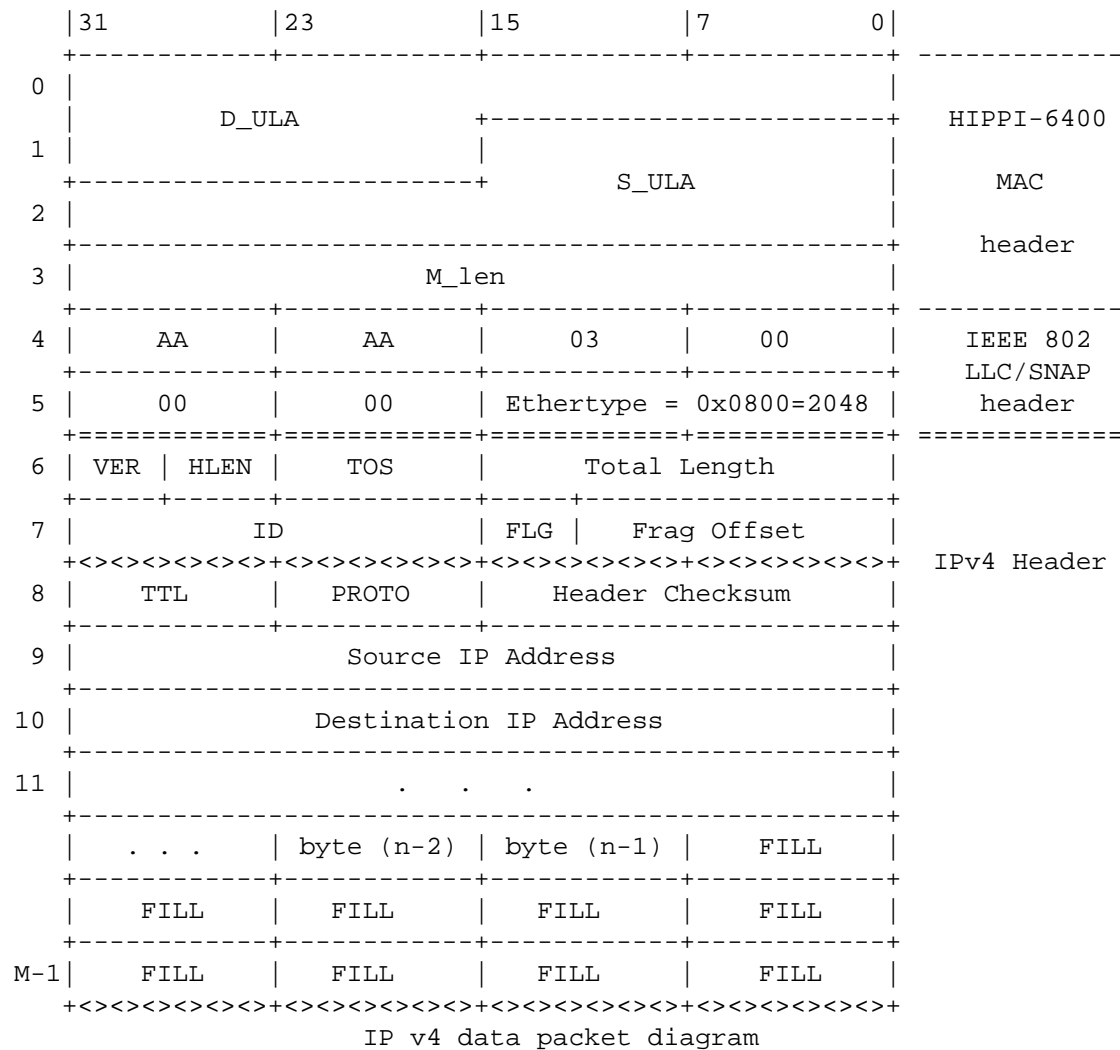 |31 |23 |15 |7 0|
0
D_ULA HIPPI-6400
1
S_ULA MAC
2
header
3 | M_len |
4 | AA | AA | 03 | 00 | IEEE 802
LLC/SNAP
5 | 00 | 00 | Ethertype = 0x0800=2048 | header
6 | VER | HLEN | TOS | Total Length |
7 | ID | FLG | Frag Offset |
IPv4 Header
8 | TTL | PROTO | Header Checksum |
9 | Source IP Address |
10 | Destination IP Address |
11 | . . . |
| . . . | byte (n-2) | byte (n-1) | FILL |
| FILL | FILL | FILL | FILL |
M-1| FILL | FILL | FILL | FILL |
IP v4 data packet diagram